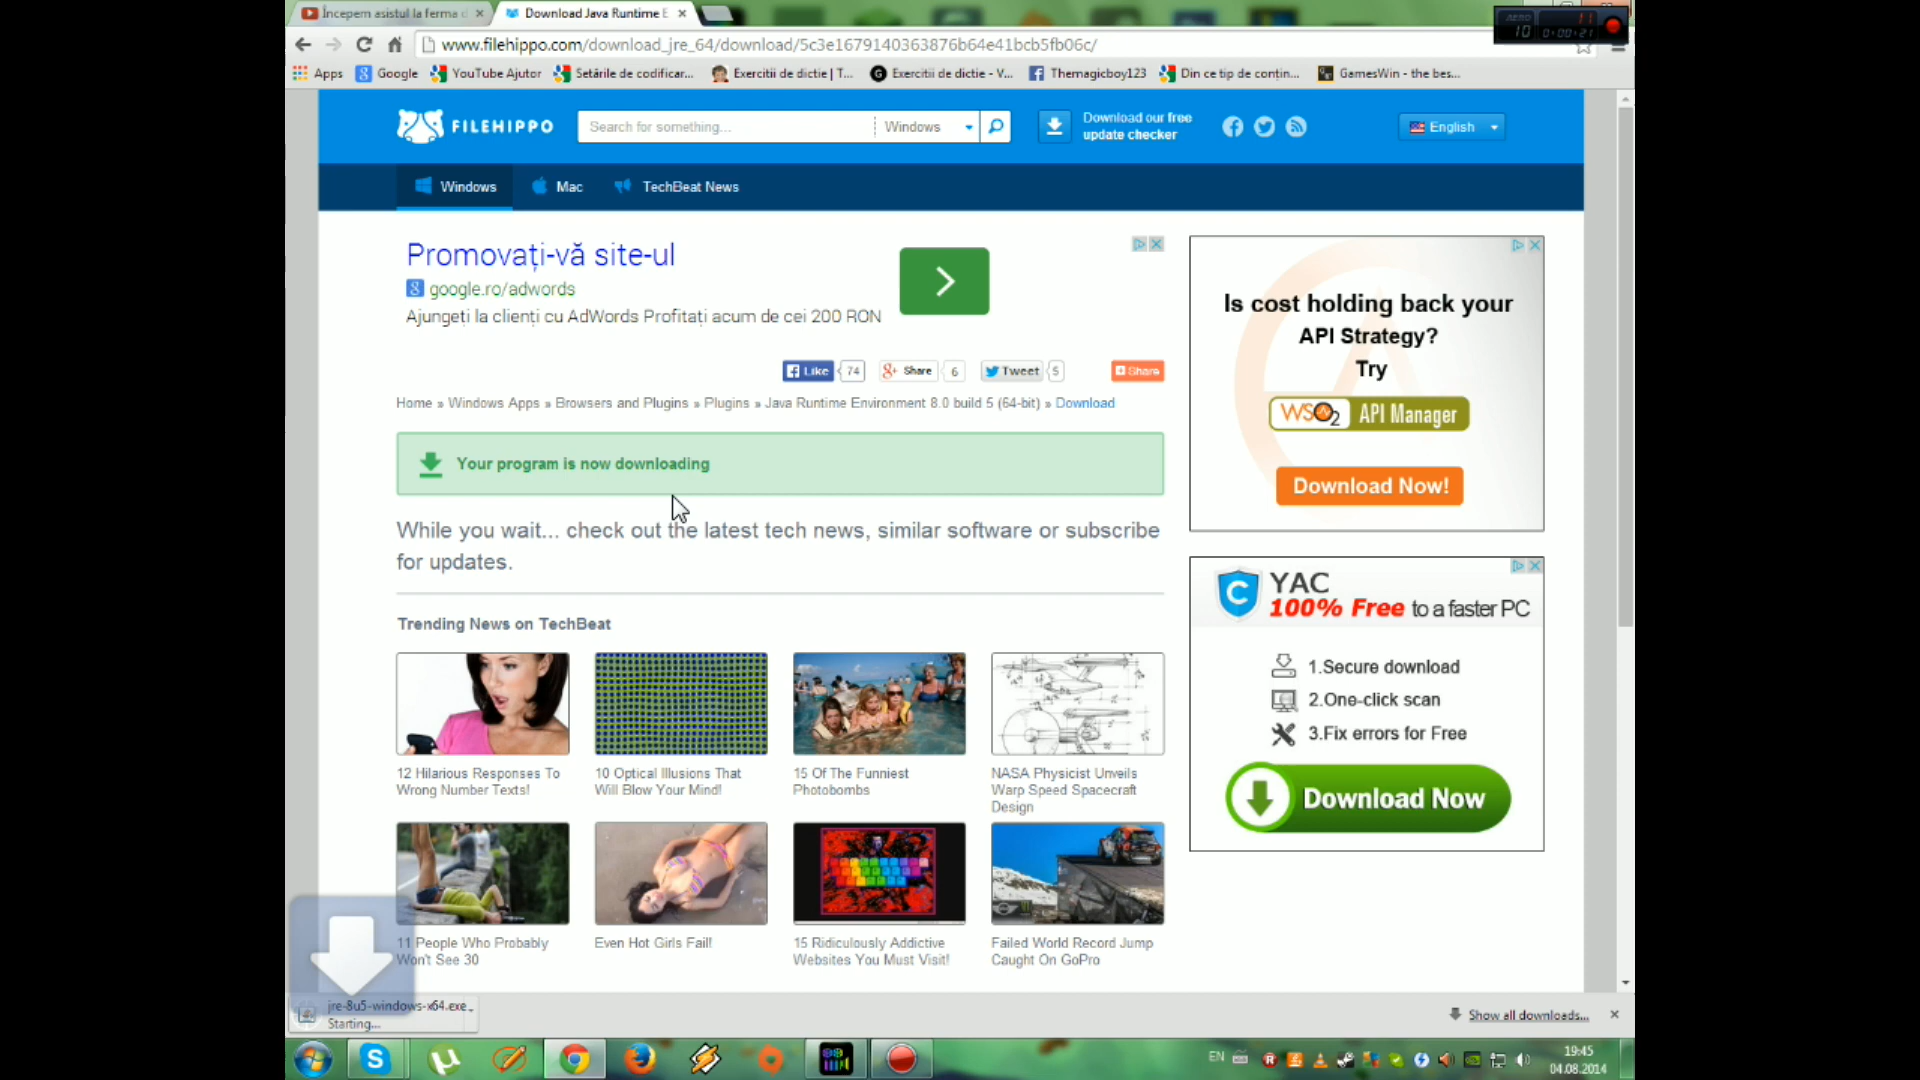 Începem asistul la ferma d
Download Java Runtime E
AERO
10
11
0:00:21
www.filehippo.com/download_jre_64/download/5c3e1679140363876b64e41bcb5fb06c/
Apps
Google
YouTube Ajutor
Setările de codificar...
Exercitii de dictie | T...
Exercitii de dictie - V...
Themagicboy123
Din ce tip de conțin...
GamesWin - the bes...
FILEHIPPO
Search for something...
Windows
Download our free
update checker
English
Windows
Mac
TechBeat News
Promovați-vă site-ul
google.ro/adwords
Ajungeți la clienți cu AdWords Profitați acum de cei 200 RON
Like 74
Share 6
Tweet 5
Share
Home » Windows Apps » Browsers and Plugins » Plugins » Java Runtime Environment 8.0 build 5 (64-bit) » Download
Your program is now downloading
While you wait... check out the latest tech news, similar software or subscribe
for updates.
Trending News on TechBeat
12 Hilarious Responses To
Wrong Number Texts!
10 Optical Illusions That
Will Blow Your Mind!
15 Of The Funniest
Photobombs
NASA Physicist Unveils
Warp Speed Spacecraft
Design
11 People Who Probably
Won't See 30
Even Hot Girls Fail!
15 Ridiculously Addictive
Websites You Must Visit!
Failed World Record Jump
Caught On GoPro
Is cost holding back your
API Strategy?
Try
WSO2 API Manager
Download Now!
YAC
100% Free to a faster PC
1.Secure download
2.One-click scan
3.Fix errors for Free
Download Now
jre-8u5-windows-x64.exe
Starting...
Show all downloads...
EN
19:45
04.08.2014